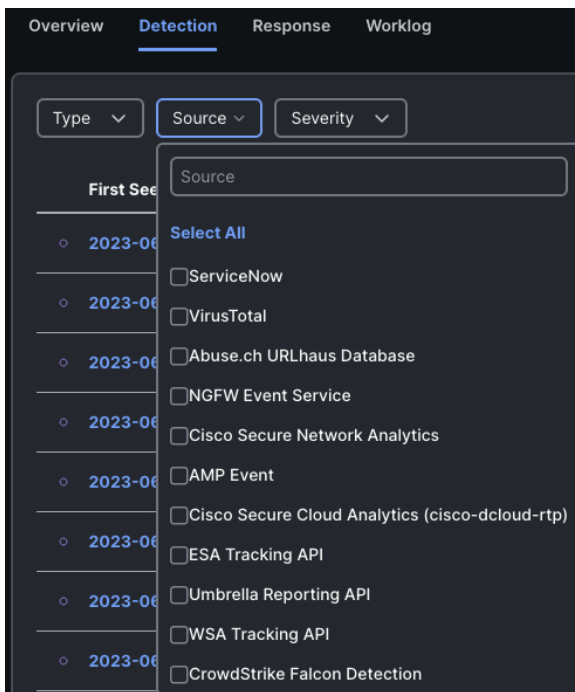 Overview Detection Response Worklog
Type Source Severity
Source
First See
Select All
2023-06
ServiceNow
2023-06
VirusTotal
2023-06
Abuse.ch URLhaus Database
2023-06
NGFW Event Service
Cisco Secure Network Analytics
2023-06
AMP Event
2023-06
Cisco Secure Cloud Analytics (cisco-dcloud-rtp)
ESA Tracking API
2023-06
Umbrella Reporting API
2023-06
WSA Tracking API
CrowdStrike Falcon Detection